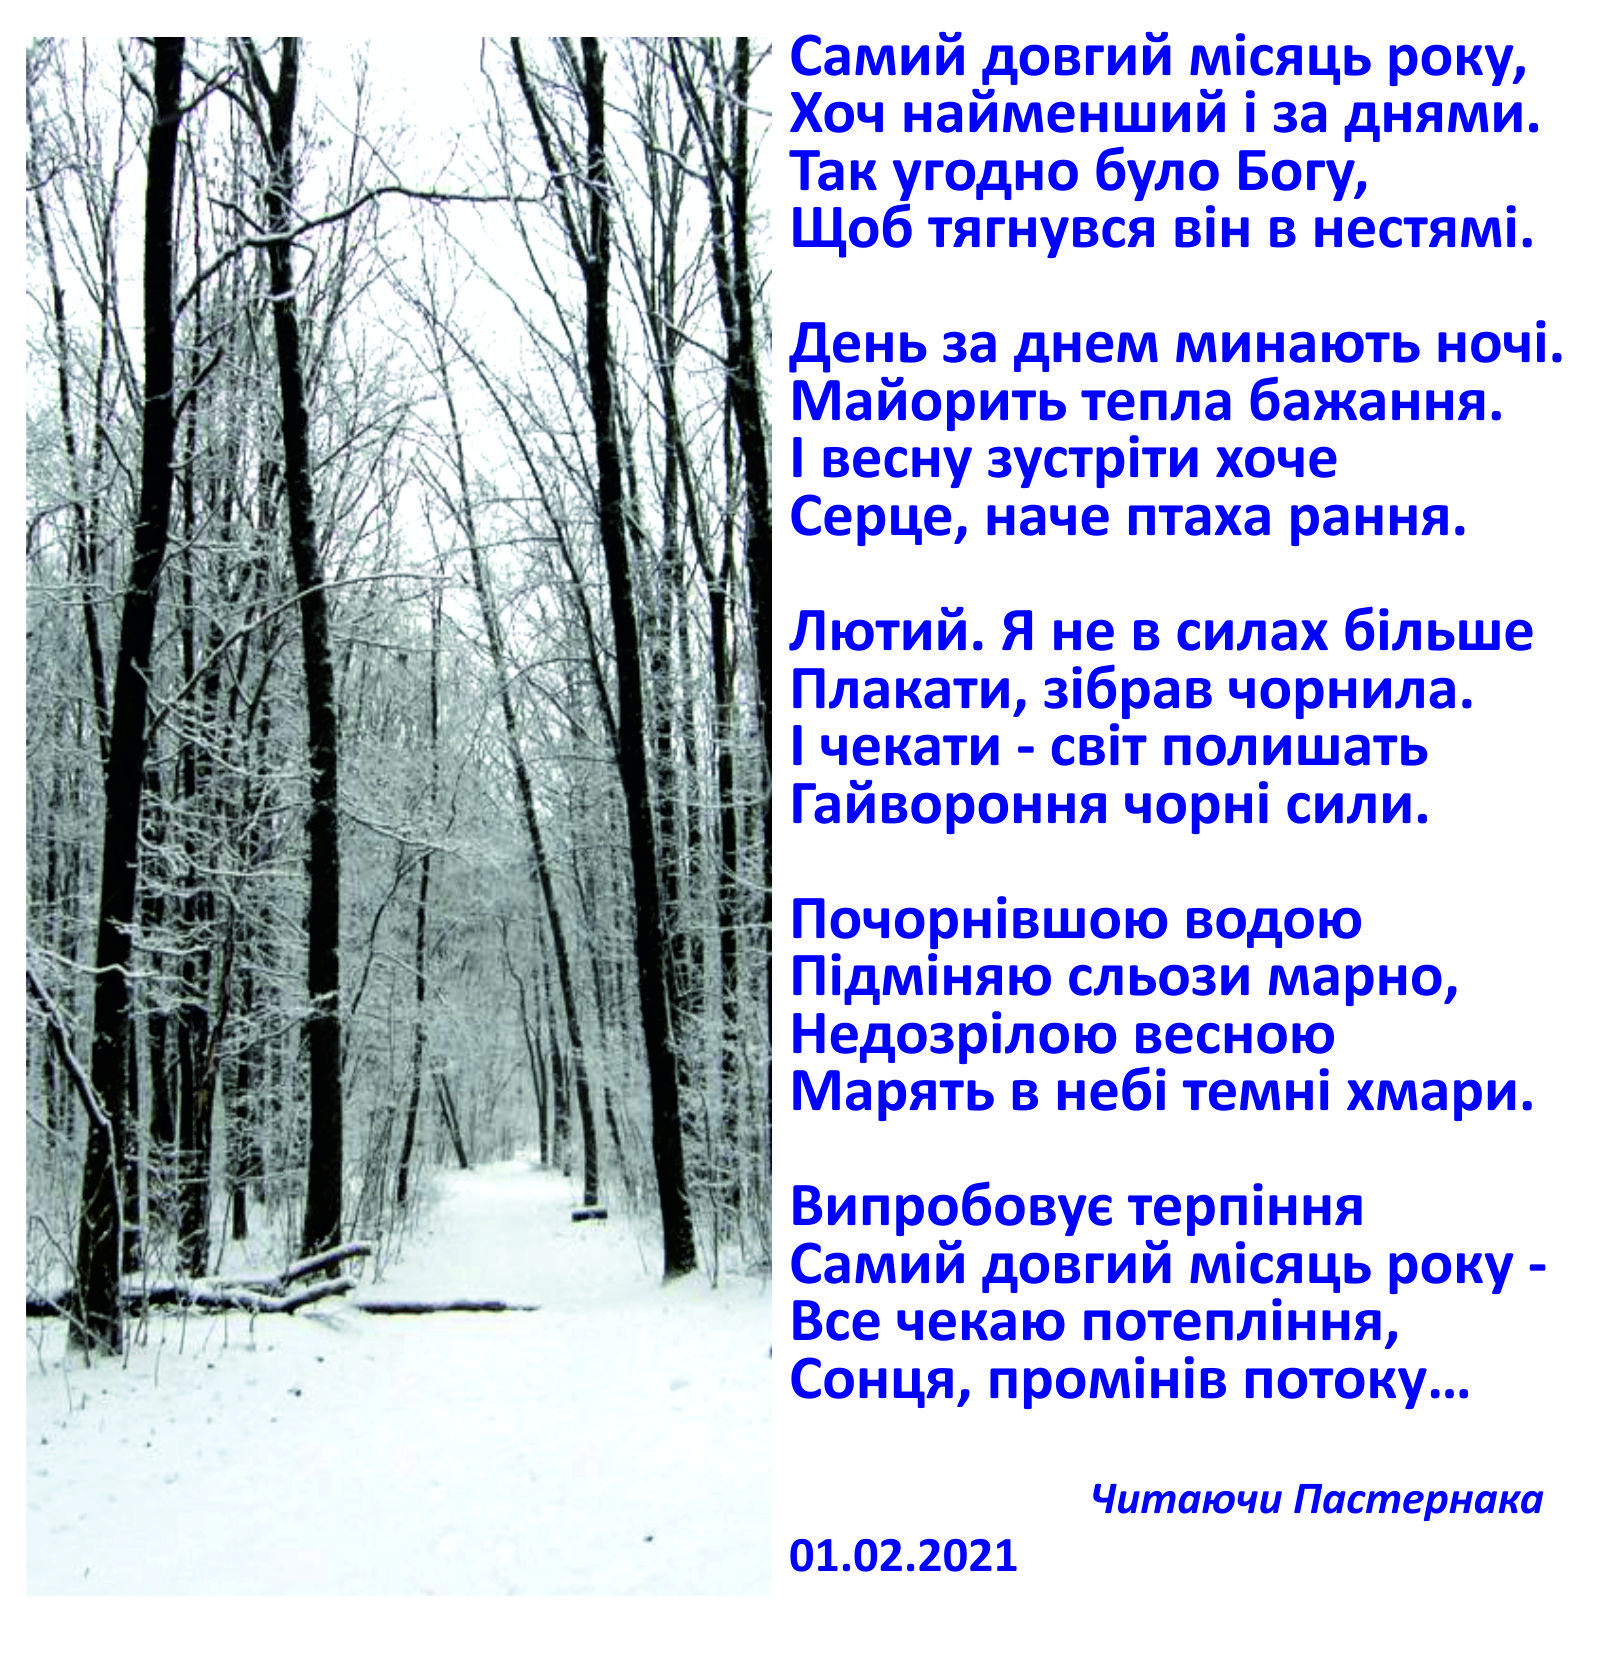 Самий довгий місяць року,
Хоч найменший і за днями.
Так угодно було Богу,
Щоб тягнувся він в нестямі.
День за днем минають ночі.
Майорить тепла бажання.
І весну зустріти хоче
Серце, наче птаха рання.
Лютий. Я не в силах більше
Плакати, зібрав чорнила.
І чекати - світ полишать
Гайвороння чорні сили.
Почорнівшою водою
Підміняю сльози марно,
Недозрілою весною
Марять в небі темні хмари.
Випробовує терпіння
Самий довгий місяць року -
Все чекаю потепління,
Сонця, промінів потоку...
Читаючи Пастернака
01.02.2021